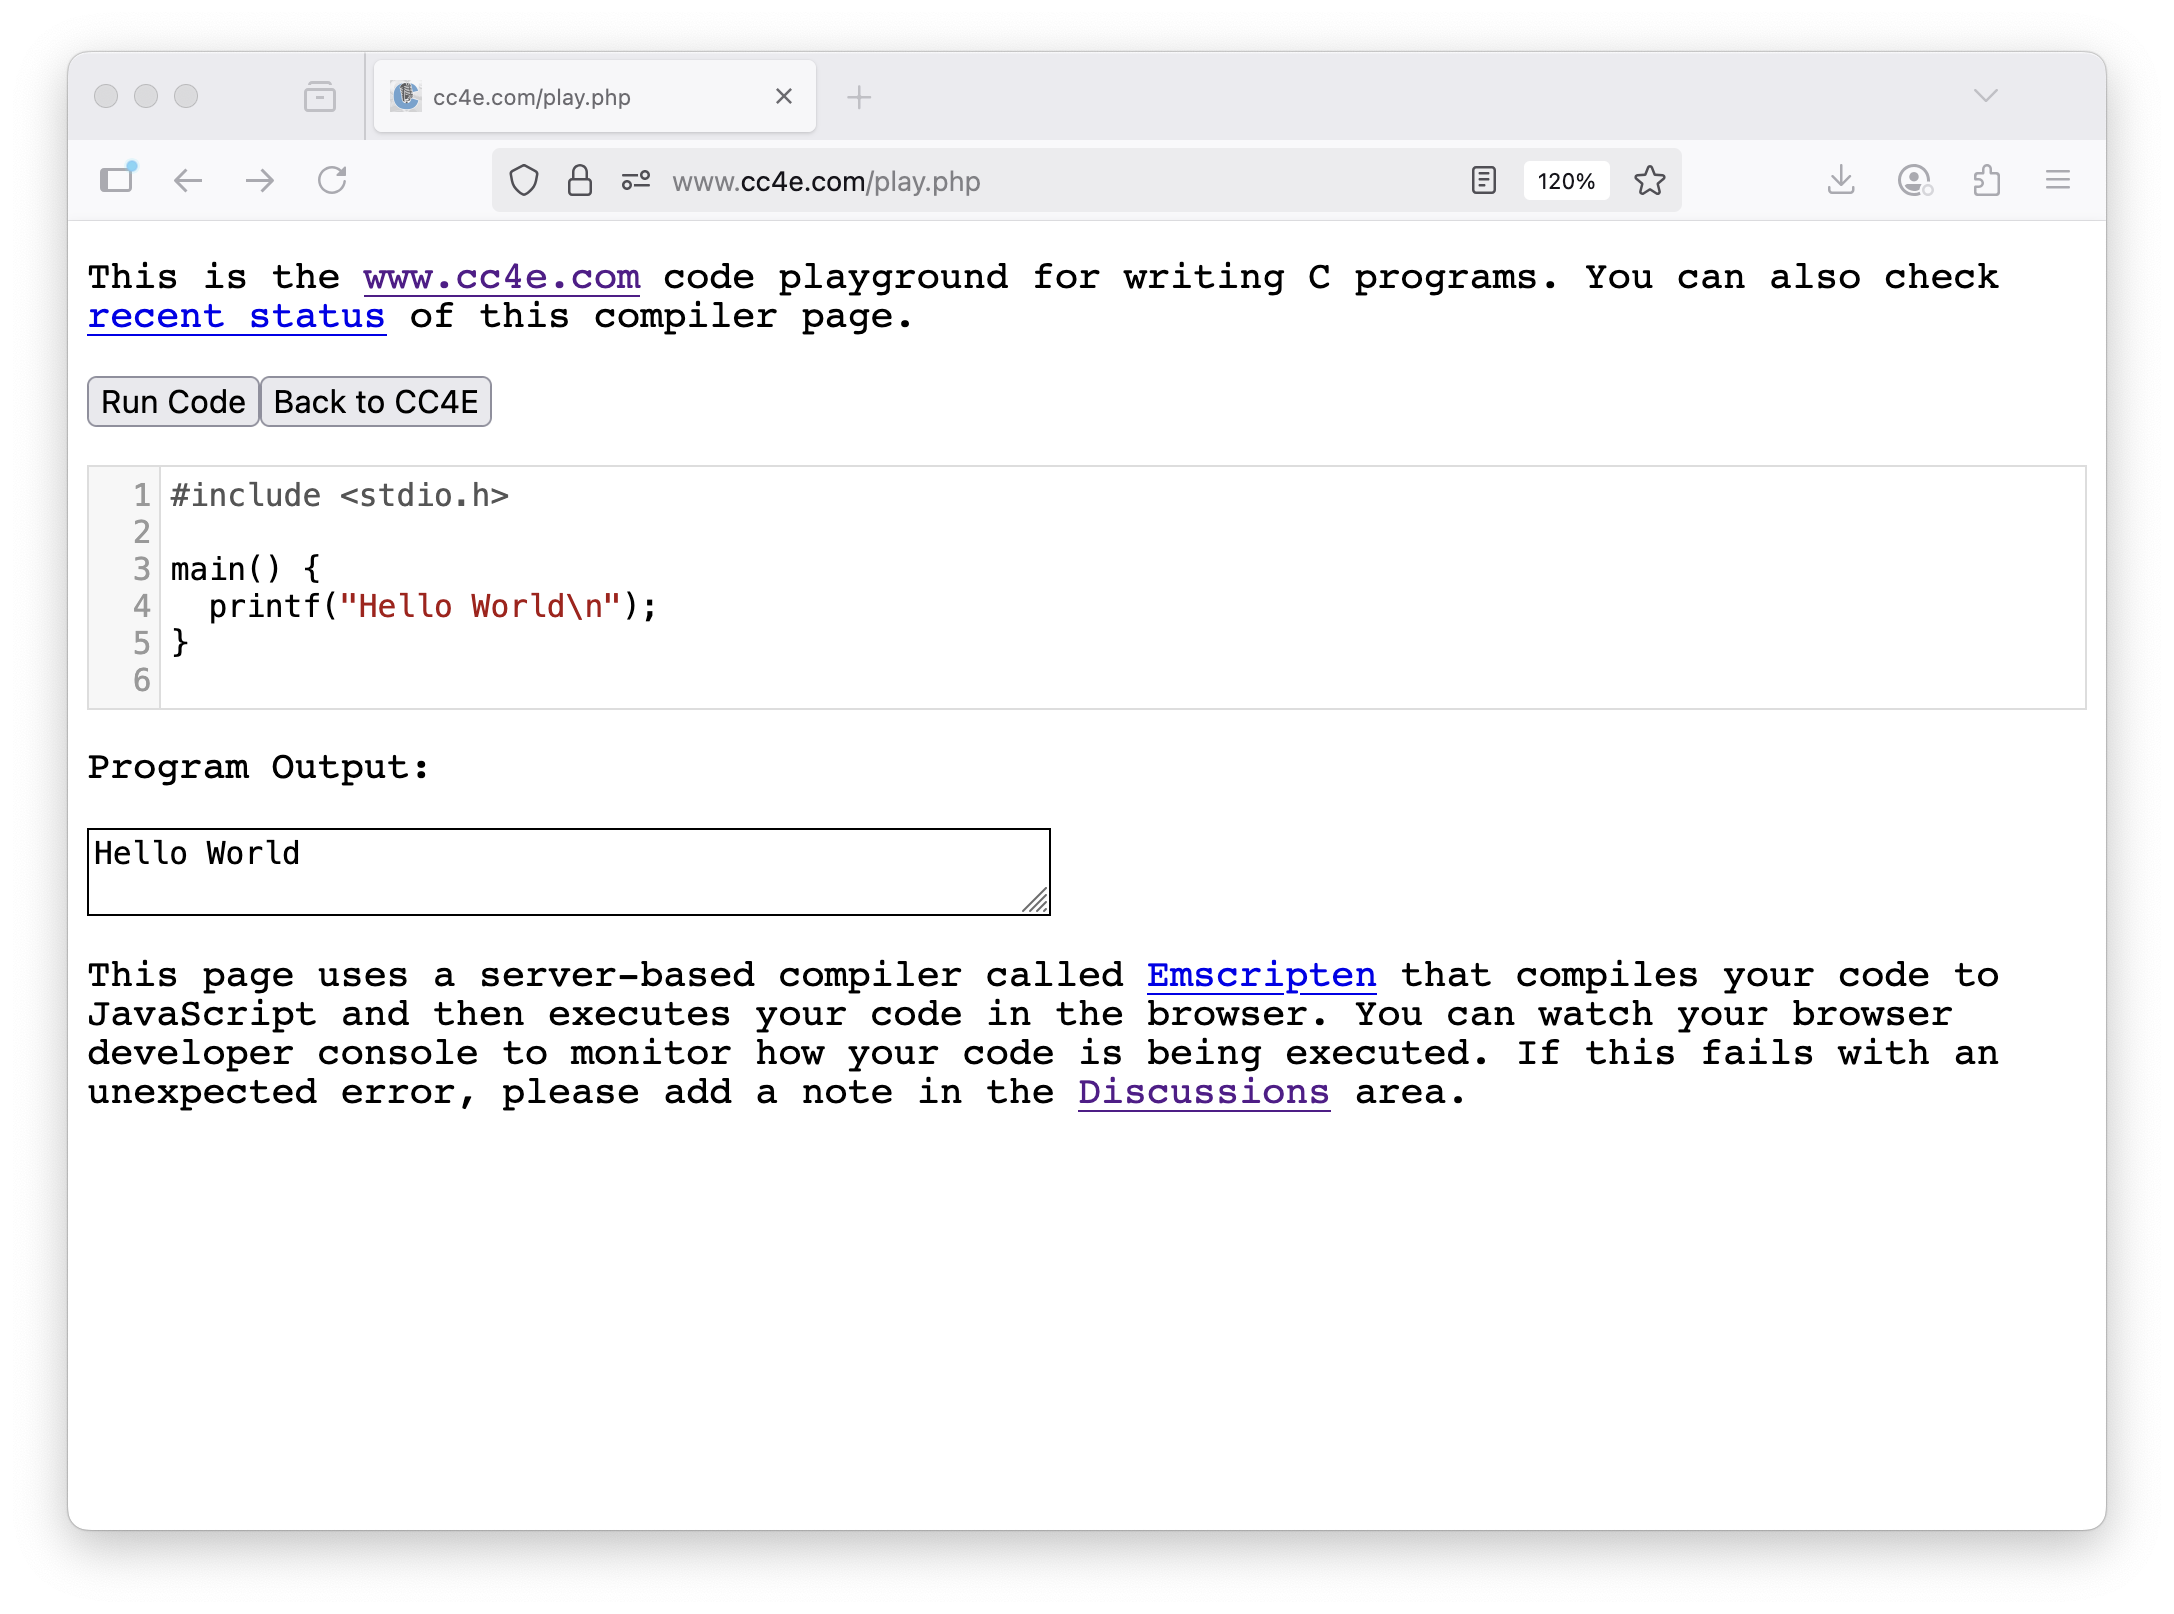 cc4e.com/play.php
www.cc4e.com/play.php
120%
This is the www.cc4e.com code playground for writing C programs. You can also check
recent status of this compiler page.
Run Code Back to CC4E
1 #include <stdio.h>
2
3 main() {
4   printf("Hello World\n");
5 }
6
Program Output:
Hello World
This page uses a server-based compiler called Emscripten that compiles your code to
JavaScript and then executes your code in the browser. You can watch your browser
developer console to monitor how your code is being executed. If this fails with an
unexpected error, please add a note in the Discussions area.